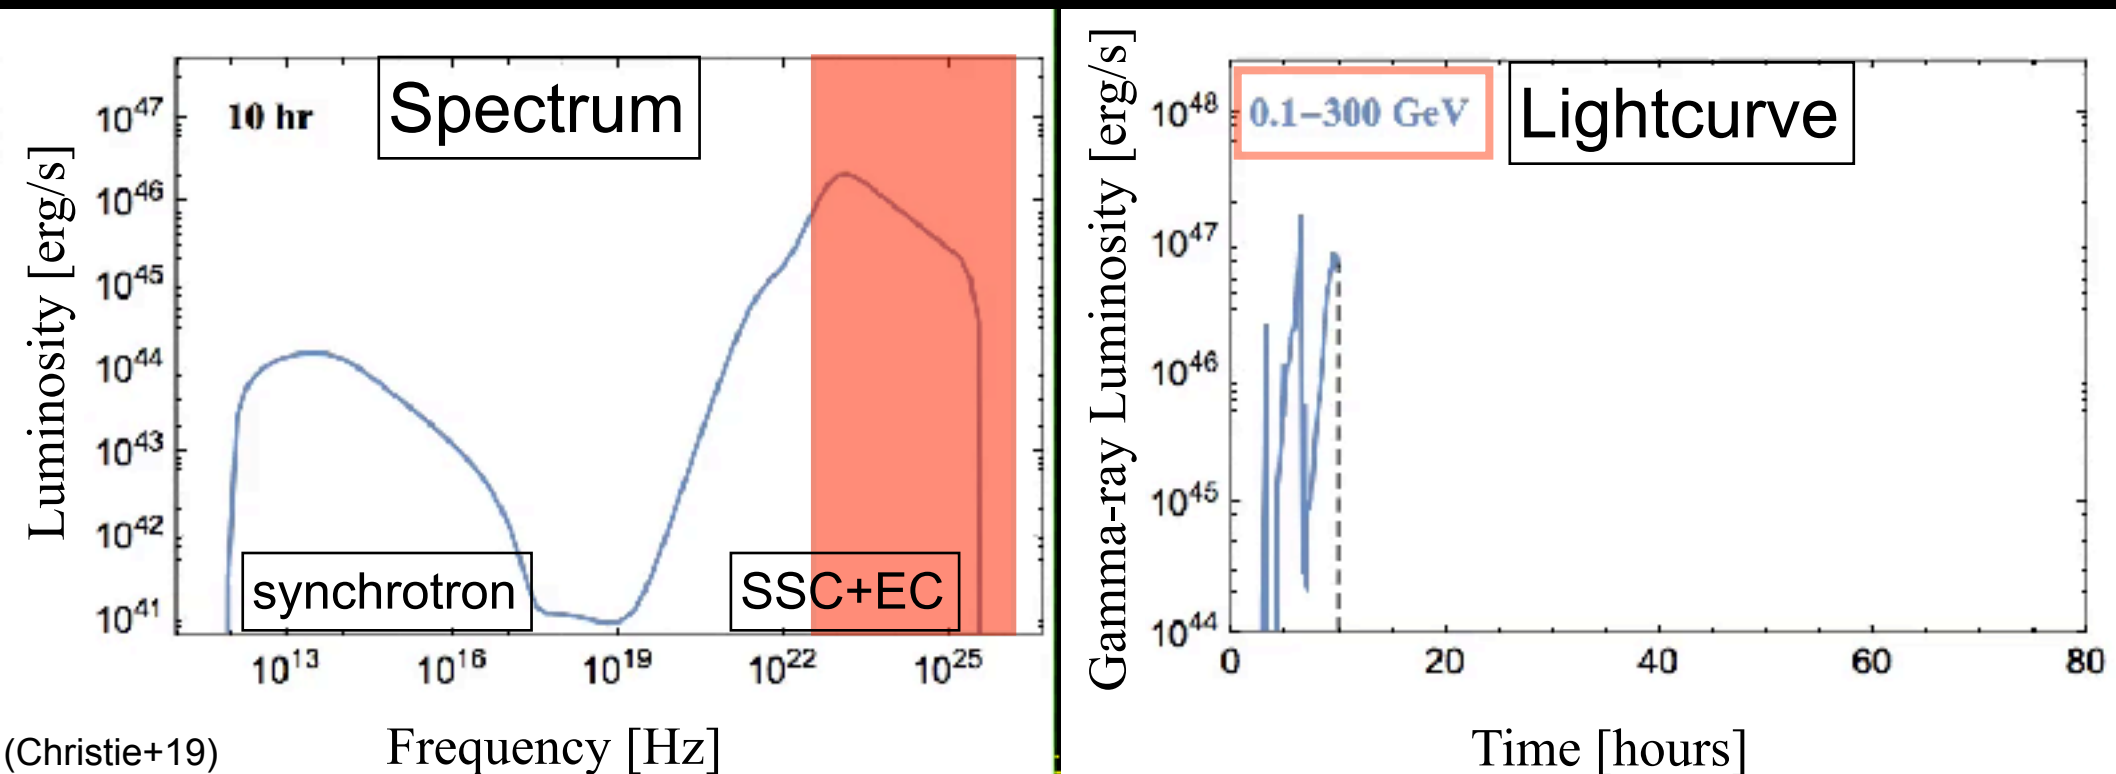 Spectrum
10 hr
10^47
10^46
10^45
10^44
10^43
10^42
10^41
Luminosity [erg/s]
synchrotron
SSC+EC
10^13 10^16 10^19 10^22 10^25
Frequency [Hz]
(Christie+19)
Lightcurve
0.1–300 GeV
10^48
10^47
10^46
10^45
10^44
Gamma-ray Luminosity [erg/s]
0 20 40 60 80
Time [hours]